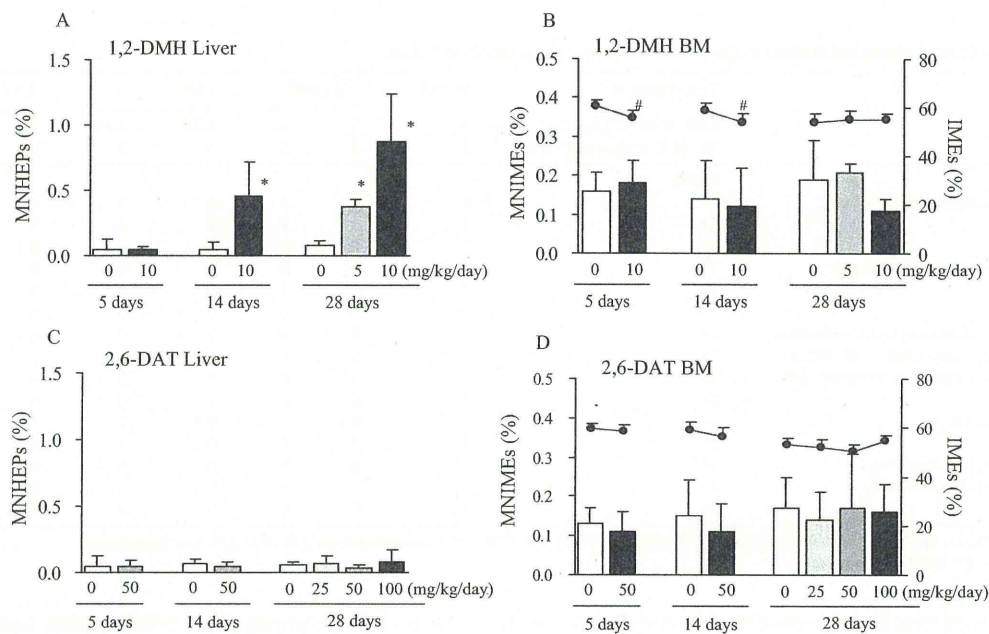 A
1,2-DMH Liver
MNHEPs (%)
1.5
1.0
0.5
0.0
*
*
*
0 10 0 10 0 5 10 (mg/kg/day)
5 days 14 days 28 days
B
1,2-DMH BM
MNIMEs (%)
0.5
0.4
0.3
0.2
0.1
0.0
#
#
80
60
40
20
0
IMEs (%)
0 10 0 10 0 5 10 (mg/kg/day)
5 days 14 days 28 days
C
2,6-DAT Liver
MNHEPs (%)
1.5
1.0
0.5
0.0
0 50 0 50 0 25 50 100 (mg/kg/day)
5 days 14 days 28 days
D
2,6-DAT BM
MNIMEs (%)
0.5
0.4
0.3
0.2
0.1
0.0
80
60
40
20
0
IMEs (%)
0 50 0 50 0 25 50 100 (mg/kg/day)
5 days 14 days 28 days